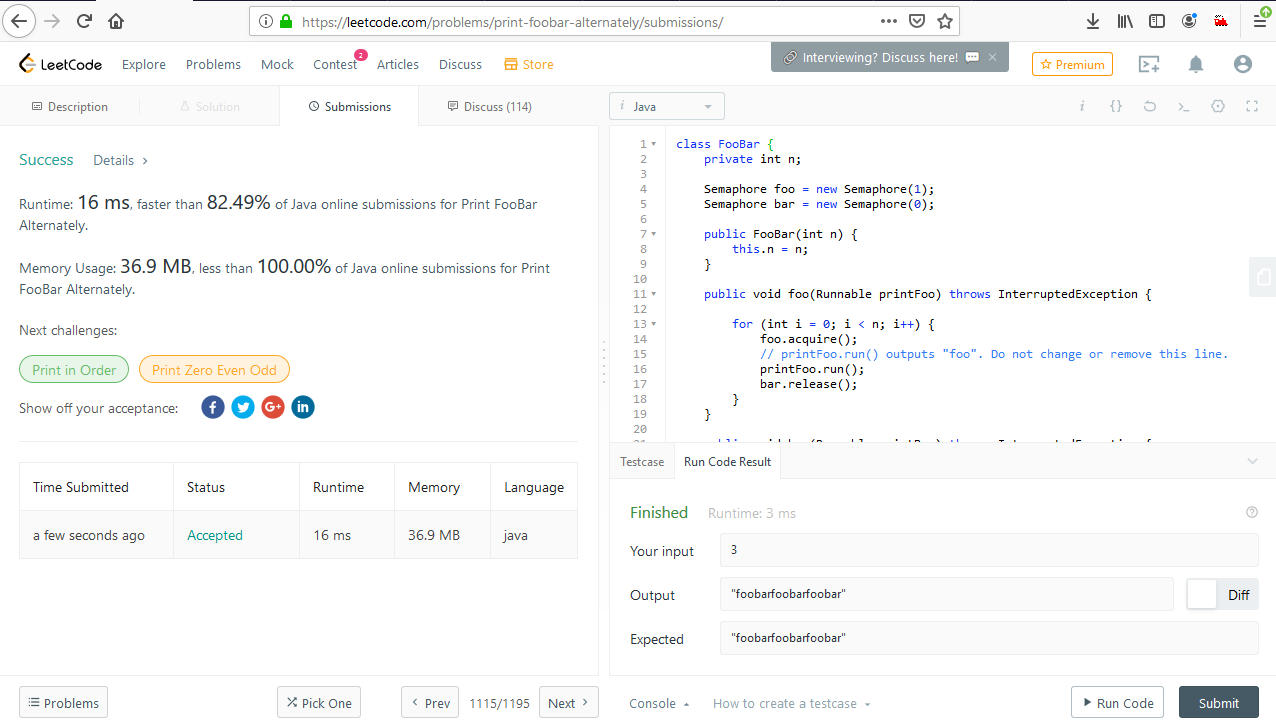 https://leetcode.com/problems/print-foobar-alternately/submissions/
LeetCode Explore Problems Mock Contest 2 Articles Discuss Store
Interviewing? Discuss here!
Premium
Description Solution Submissions Discuss (114)
i Java
Success Details
Runtime: 16 ms, faster than 82.49% of Java online submissions for Print FooBar
Alternately.
Memory Usage: 36.9 MB, less than 100.00% of Java online submissions for Print
FooBar Alternately.
Next challenges:
Print in Order Print Zero Even Odd
Show off your acceptance:
Time Submitted Status Runtime Memory Language
a few seconds ago Accepted 16 ms 36.9 MB java
Problems Pick One Prev 1115/1195 Next
1 class FooBar {
2 private int n;
3
4 Semaphore foo = new Semaphore(1);
5 Semaphore bar = new Semaphore(0);
6
7 public FooBar(int n) {
8 this.n = n;
9 }
10
11 public void foo(Runnable printFoo) throws InterruptedException {
12
13 for (int i = 0; i < n; i++) {
14 foo.acquire();
15 // printFoo.run() outputs "foo". Do not change or remove this line.
16 printFoo.run();
17 bar.release();
18 }
19 }
20
Testcase Run Code Result
Finished Runtime: 3 ms
Your input 3
Output "foobarfoobarfoobar" Diff
Expected "foobarfoobarfoobar"
Console How to create a testcase Run Code Submit